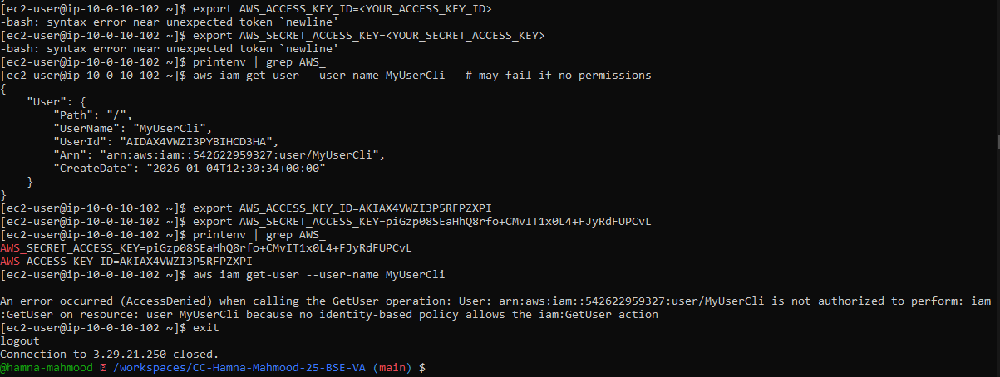 [ec2-user@ip-10-0-10-102 ~]$ export AWS_ACCESS_KEY_ID=<YOUR_ACCESS_KEY_ID>
-bash: syntax error near unexpected token `newline'
[ec2-user@ip-10-0-10-102 ~]$ export AWS_SECRET_ACCESS_KEY=<YOUR_SECRET_ACCESS_KEY>
-bash: syntax error near unexpected token `newline'
[ec2-user@ip-10-0-10-102 ~]$ printenv | grep AWS_
[ec2-user@ip-10-0-10-102 ~]$ aws iam get-user --user-name MyUserCli   # may fail if no permissions
{
    "User": {
        "Path": "/",
        "UserName": "MyUserCli",
        "UserId": "AIDAX4VWZI3PYBIHCD3HA",
        "Arn": "arn:aws:iam::542622959327:user/MyUserCli",
        "CreateDate": "2026-01-04T12:30:34+00:00"
    }
}
[ec2-user@ip-10-0-10-102 ~]$ export AWS_ACCESS_KEY_ID=AKIAX4VWZI3P5RFPZXPI
[ec2-user@ip-10-0-10-102 ~]$ export AWS_SECRET_ACCESS_KEY=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
[ec2-user@ip-10-0-10-102 ~]$ printenv | grep AWS_
AWS_SECRET_ACCESS_KEY=piGzp08SEaHhQ8rfo+CMvIT1x0L4+FJyRdFUPCvL
AWS_ACCESS_KEY_ID=AKIAX4VWZI3P5RFPZXPI
[ec2-user@ip-10-0-10-102 ~]$ aws iam get-user --user-name MyUserCli
An error occurred (AccessDenied) when calling the GetUser operation: User: arn:aws:iam::542622959327:user/MyUserCli is not authorized to perform: iam
:GetUser on resource: user MyUserCli because no identity-based policy allows the iam:GetUser action
[ec2-user@ip-10-0-10-102 ~]$ exit
logout
Connection to 3.29.21.250 closed.
@hamna-mahmood /workspaces/CC-Hamna-Mahmood-25-BSE-VA (main) $